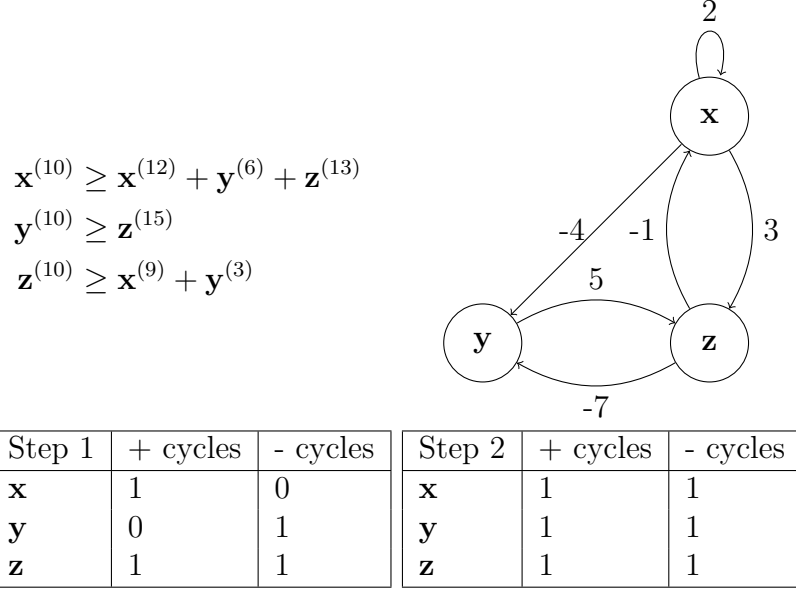 2
x
x^(10) ≥ x^(12) + y^(6) + z^(13)
y^(10) ≥ z^(15)
z^(10) ≥ x^(9) + y^(3)
-4
-1
3
5
y
z
-7
Step 1 + cycles - cycles
x 1 0
y 0 1
z 1 1
Step 2 + cycles - cycles
x 1 1
y 1 1
z 1 1